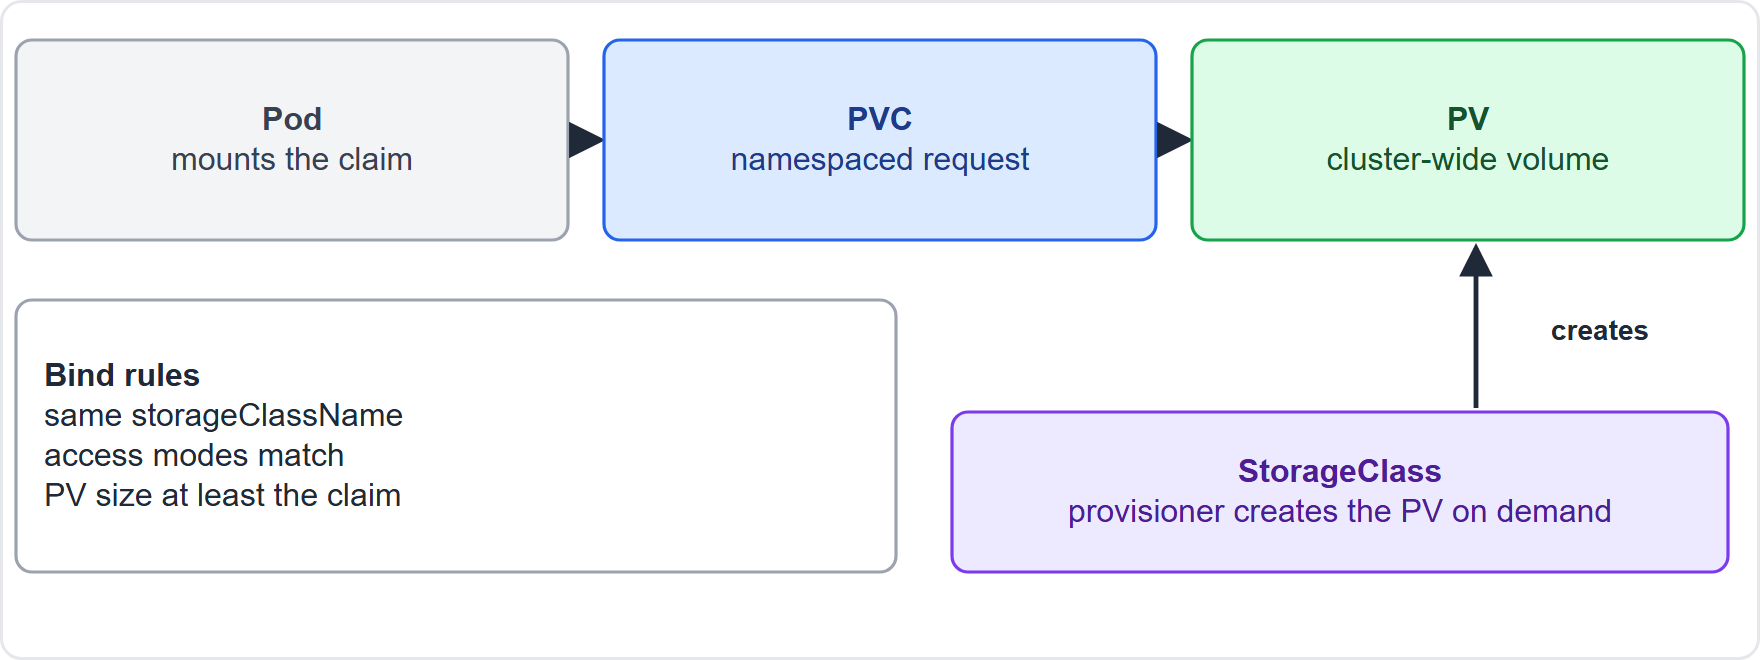 Pod
mounts the claim
PVC
namespaced request
PV
cluster-wide volume
creates
Bind rules
same storageClassName
access modes match
PV size at least the claim
StorageClass
provisioner creates the PV on demand